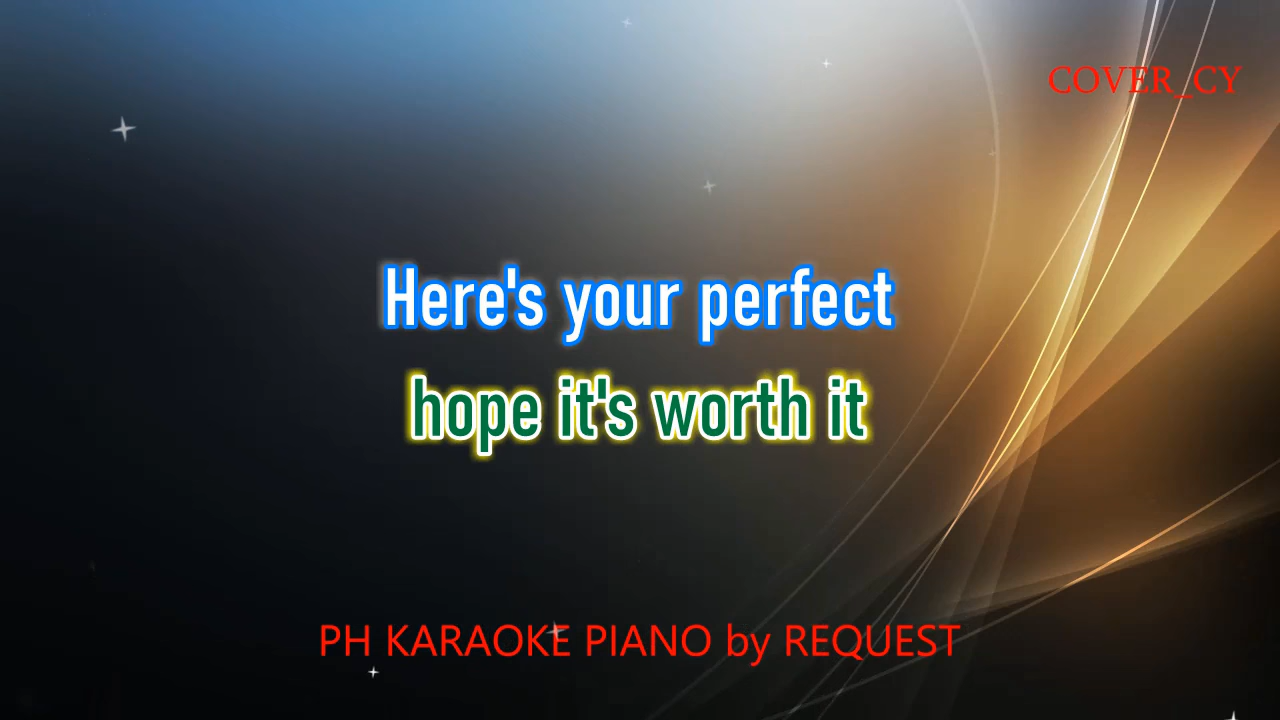 COVER_CY
Here's your perfect
hope it's worth it
PH KARAOKE PIANO by REQUEST